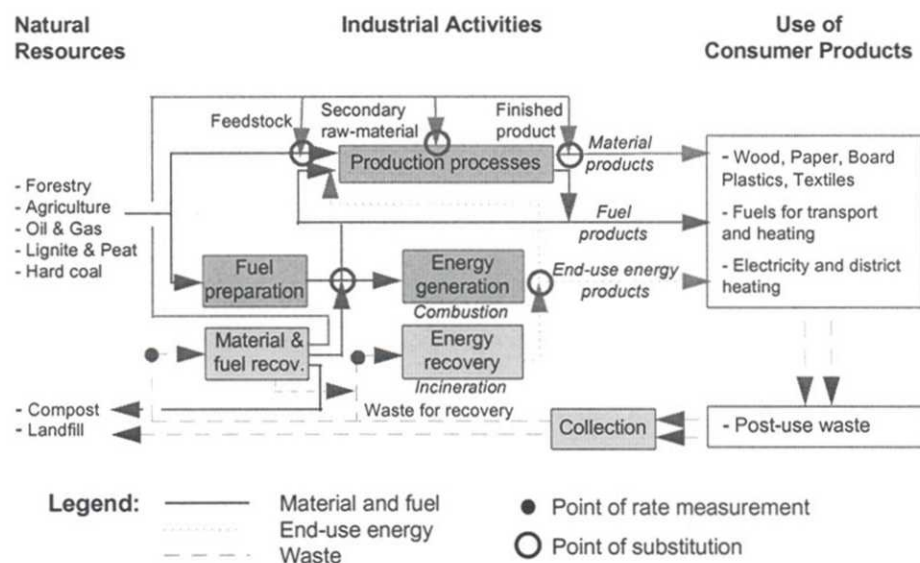 Natural
Resources
Industrial Activities
Use of
Consumer Products
Feedstock
Secondary
raw-material
Finished
product
Material
products
Production processes
- Wood, Paper, Board
Plastics, Textiles
- Fuels for transport
and heating
- Electricity and district
heating
- Forestry
- Agriculture
- Oil & Gas
- Lignite & Peat
- Hard coal
Fuel
products
Fuel
preparation
Energy
generation
Combustion
End-use energy
products
Material &
fuel recov.
Energy
recovery
Incineration
- Compost
- Landfill
Waste for recovery
Collection
- Post-use waste
Legend:
Material and fuel
End-use energy
Waste
Point of rate measurement
Point of substitution